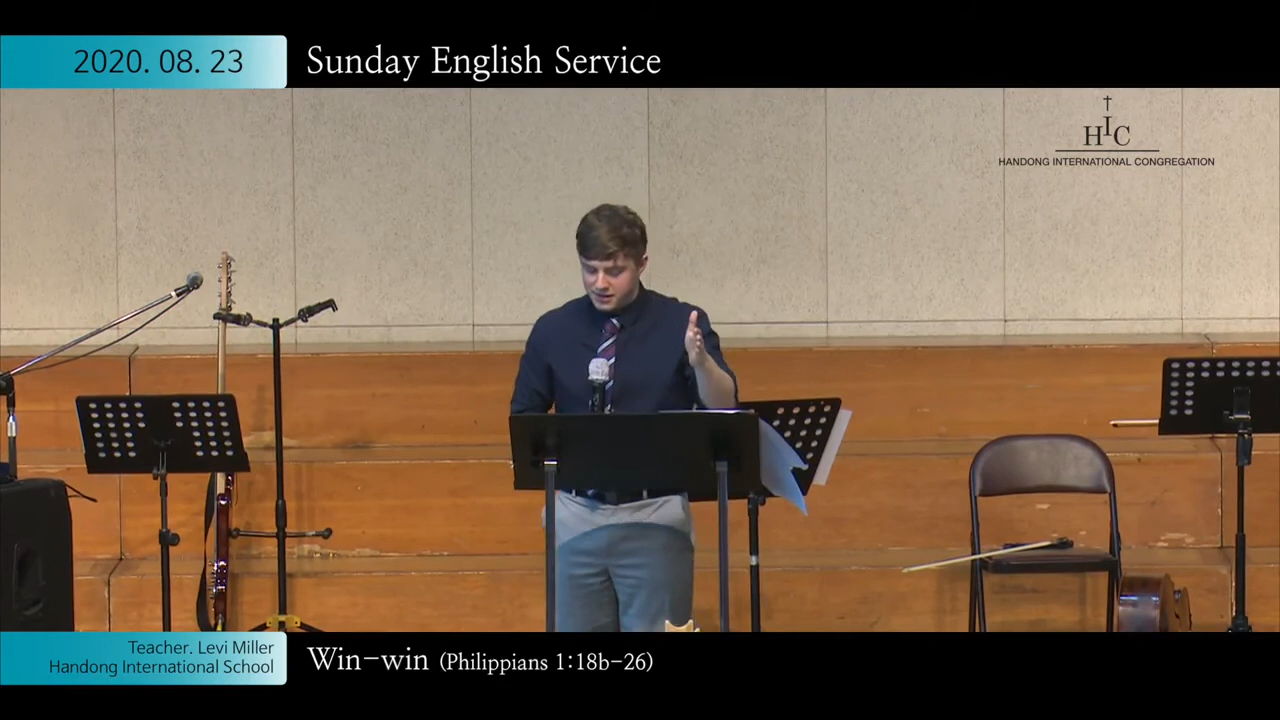 2020. 08. 23
Sunday English Service
HIC
HANDONG INTERNATIONAL CONGREGATION
Teacher. Levi Miller
Handong International School
Win-win (Philippians 1:18b-26)